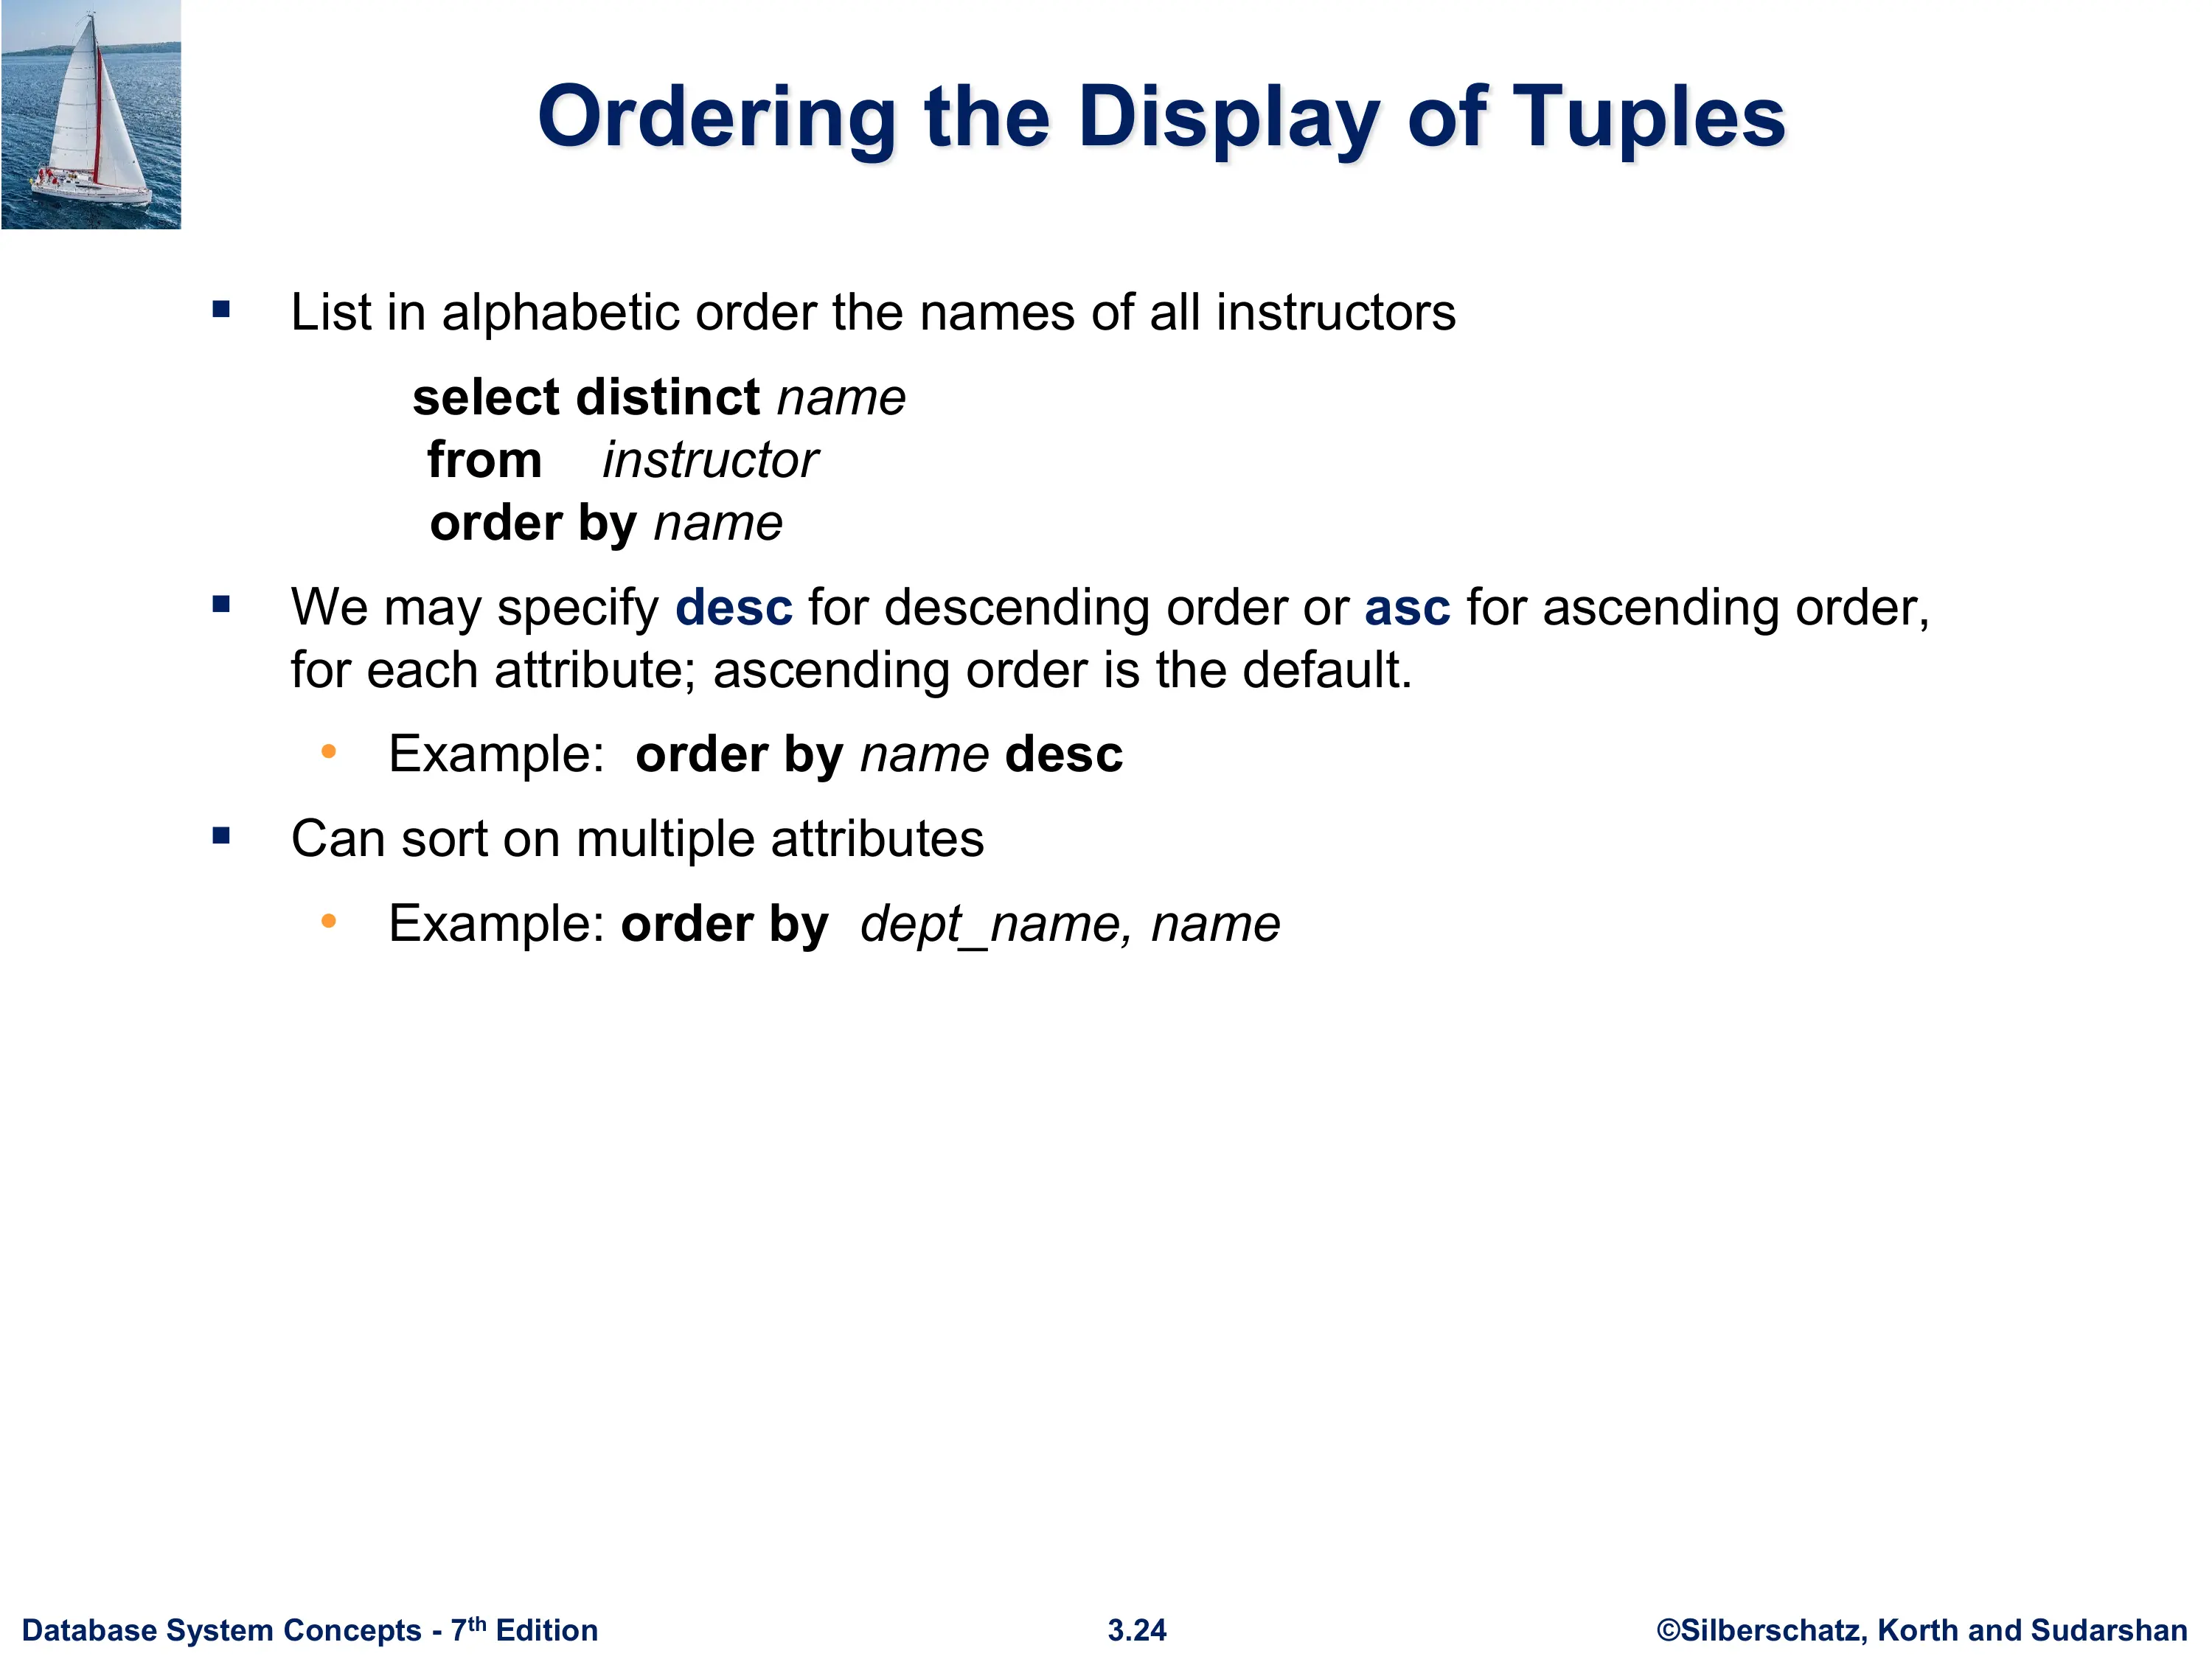 Ordering the Display of Tuples
▪ List in alphabetic order the names of all instructors
select distinct name
from instructor
order by name
▪ We may specify desc for descending order or asc for ascending order,
for each attribute; ascending order is the default.
• Example: order by name desc
▪ Can sort on multiple attributes
• Example: order by dept_name, name
Database System Concepts - 7th Edition 3.24 ©Silberschatz, Korth and Sudarshan